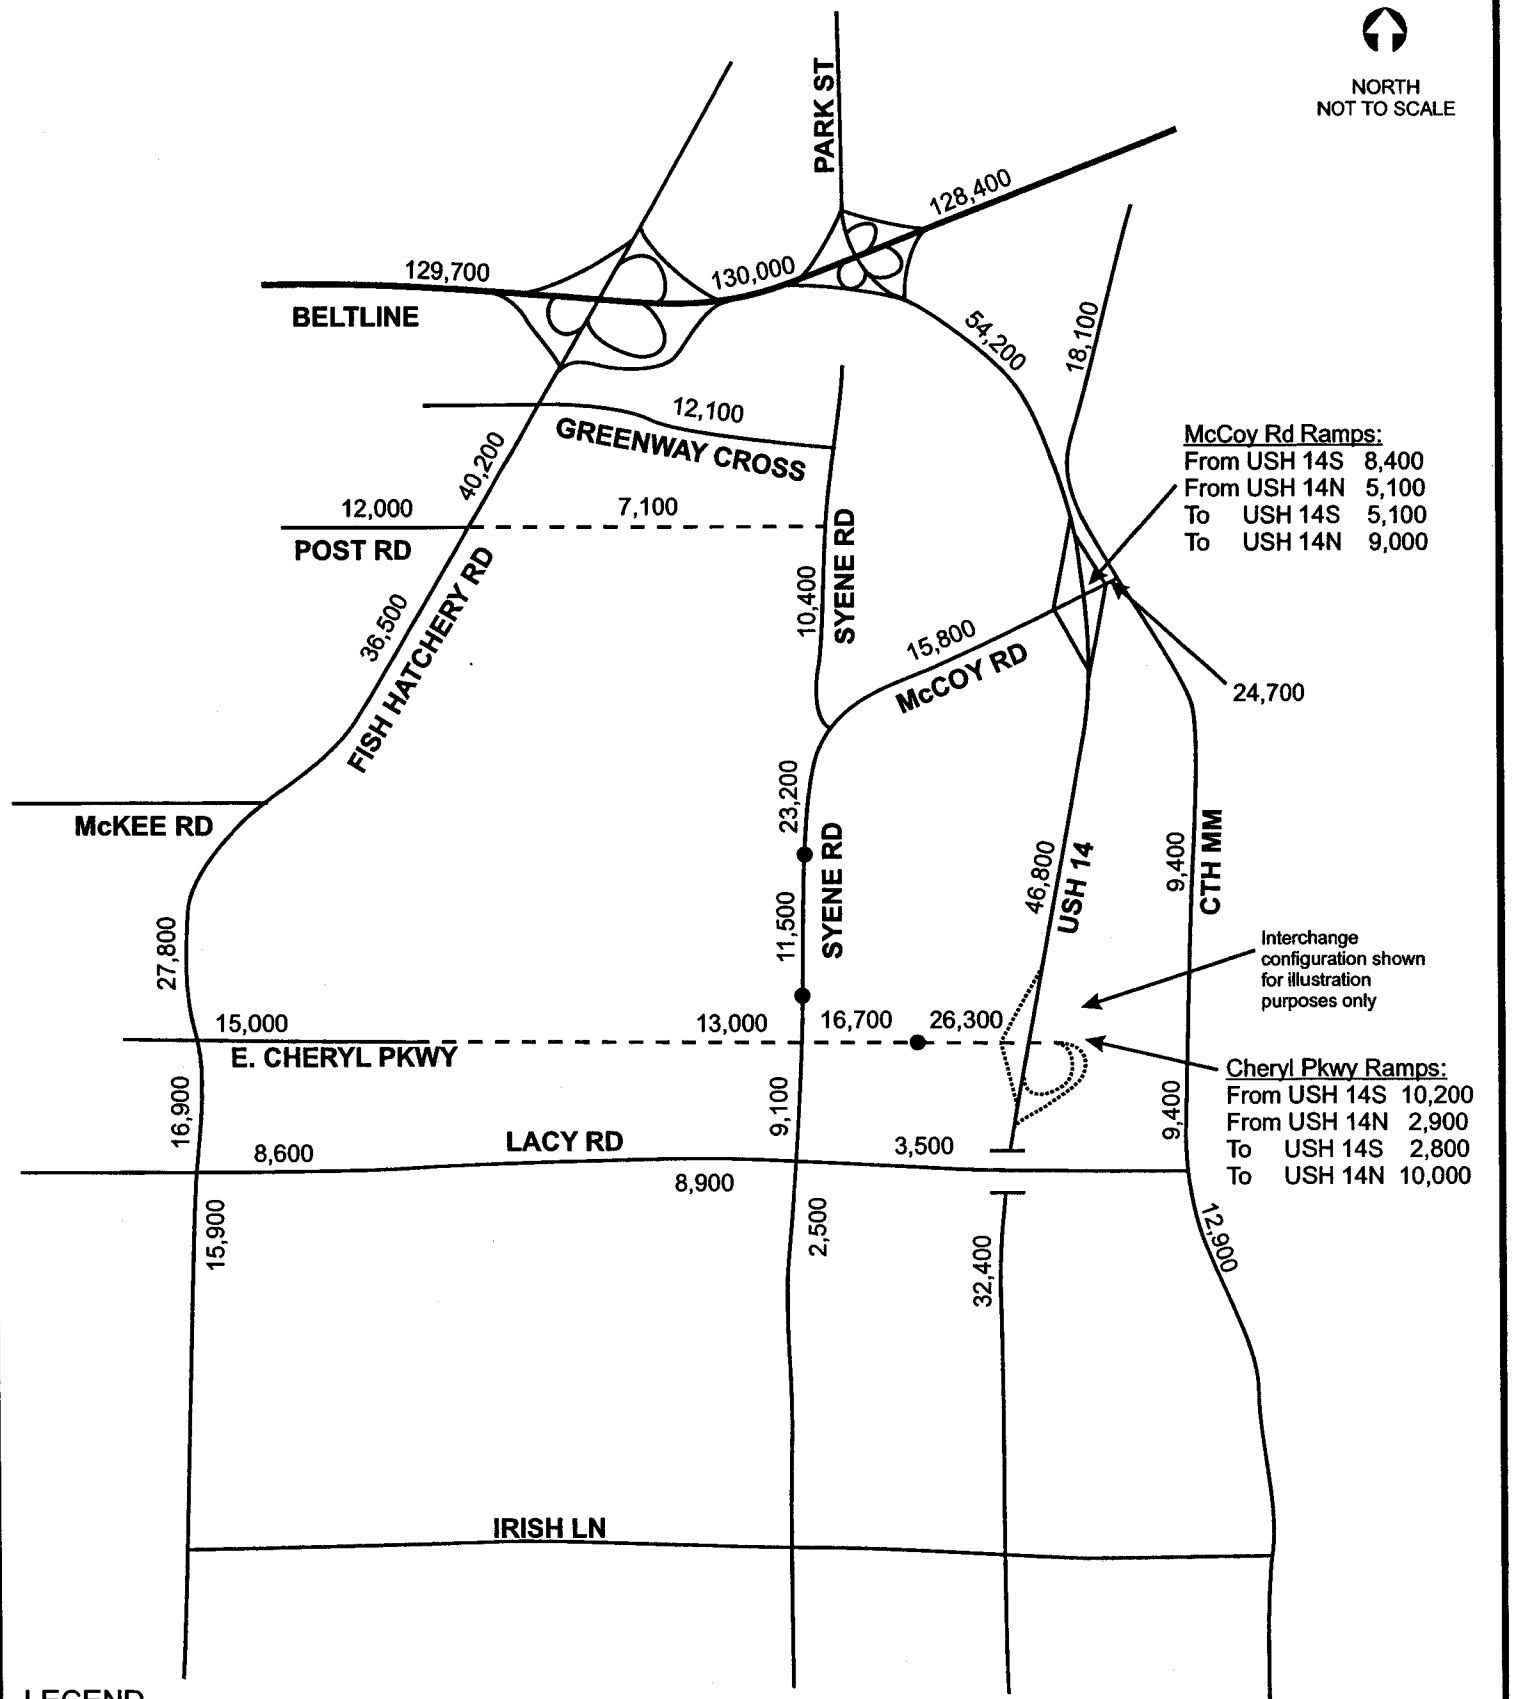 NORTH
NOT TO SCALE
PARK ST
128,400
129,700
130,000
BELTLINE
54,200
18,100
12,100
GREENWAY CROSS
40,200
McCoy Rd Ramps:
From USH 14S 8,400
From USH 14N 5,100
To USH 14S 5,100
To USH 14N 9,000
12,000
7,100
POST RD
SYENE RD
10,400
FISH HATCHERY RD
36,500
15,800
McCOY RD
24,700
McKEE RD
23,200
SYENE RD
11,500
46,800
USH 14
9,400
CTH MM
27,800
Interchange
configuration shown
for illustration
purposes only
15,000
13,000
16,700
26,300
E. CHERYL PKWY
Cheryl Pkwy Ramps:
From USH 14S 10,200
From USH 14N 2,900
To USH 14S 2,800
To USH 14N 10,000
16,900
9,100
9,400
LACY RD
8,600
3,500
8,900
15,900
2,500
32,400
12,900
IRISH LN
LEGEND